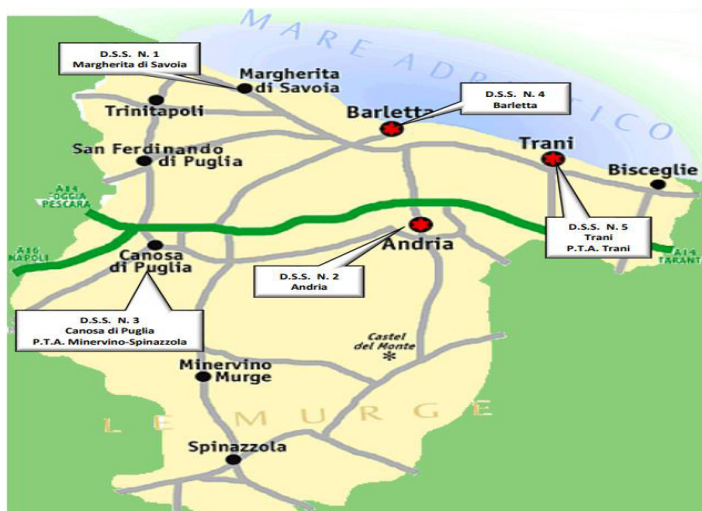 MARE ADRIATICO
D.S.S. N. 1
Margherita di Savoia
Margherita
di Savoia
D.S.S. N. 4
Barletta
Trinitapoli
Barletta
Trani
San Ferdinando
di Puglia
Bisceglie
A14
FOGGIA
PESCARA
D.S.S. N. 5
Trani
P.T.A. Trani
Andria
A16
NAPOLI
Canosa
di Puglia
A14
TARANT
D.S.S. N. 2
Andria
D.S.S. N. 3
Canosa di Puglia
P.T.A. Minervino-Spinazzola
Castel
del Monte
Minervino
Murge
LE MURGE
Spinazzola